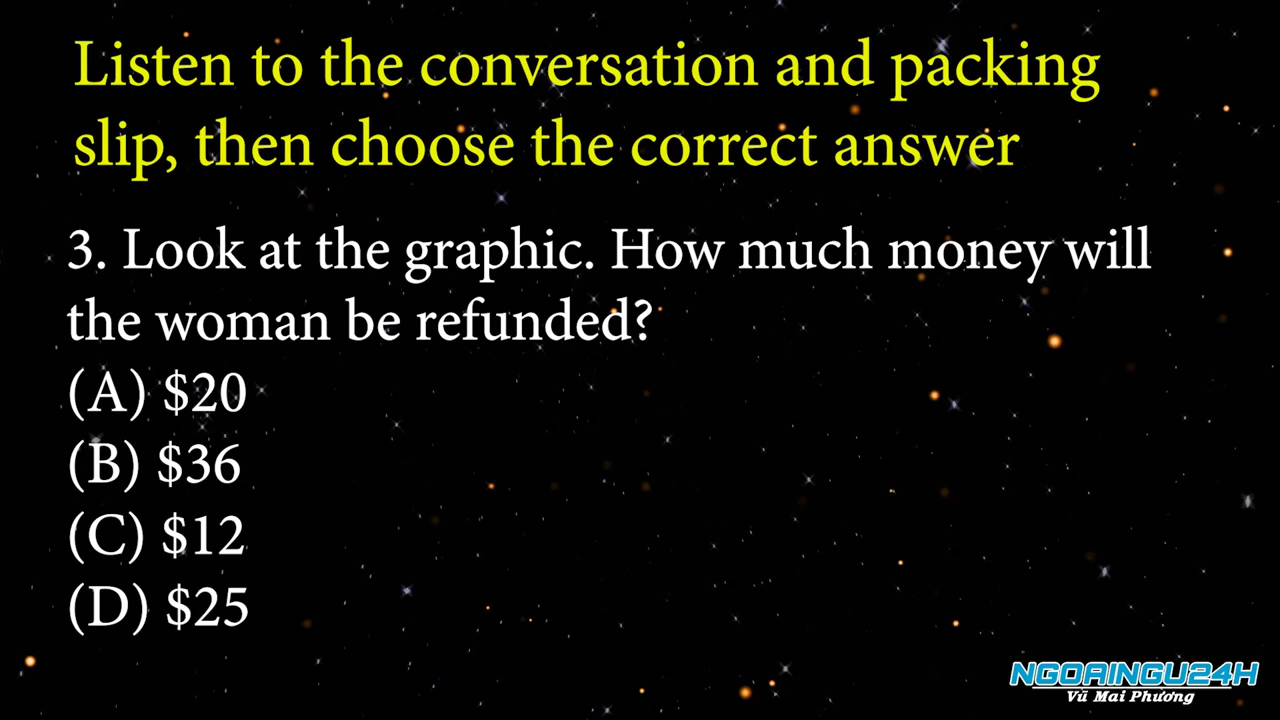 Listen to the conversation and packing
slip, then choose the correct answer
3. Look at the graphic. How much money will
the woman be refunded?
(A) $20
(B) $36
(C) $12
(D) $25
NGOAINGU24H
Vũ Mai Phương